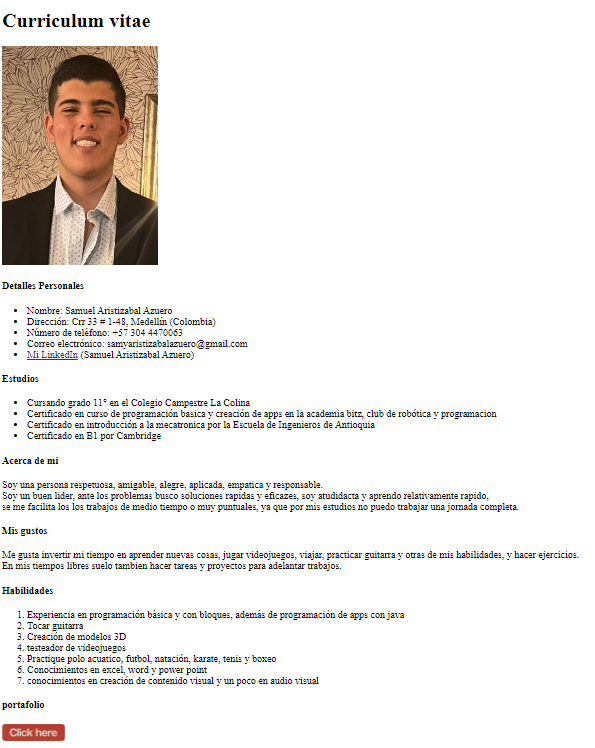 Curriculum vitae
Detalles Personales
Nombre: Samuel Aristizabal Azuero
Dirección: Crr 33 # 1-48, Medellín (Colombia)
Número de teléfono: +57 304 4470063
Correo electrónico: samyaristizabalazuero@gmail.com
Mi LinkedIn (Samuel Aristizabal Azuero)
Estudios
Cursando grado 11° en el Colegio Campestre La Colina
Certificado en curso de programación basica y creación de apps en la academia bitz, club de robótica y programacion
Certificado en introducción a la mecatronica por la Escuela de Ingenieros de Antioquia
Certificado en B1 por Cambridge
Acerca de mi
Soy una persona respetuosa, amigable, alegre, aplicada, empatica y responsable.
Soy un buen lider, ante los problemas busco soluciones rapidas y eficazes, soy atudidacta y aprendo relativamente rapido,
se me facilita los los trabajos de medio tiempo o muy puntuales, ya que por mis estudios no puedo trabajar una jornada completa.
Mis gustos
Me gusta invertir mi tiempo en aprender nuevas cosas, jugar videojuegos, viajar, practicar guitarra y otras de mis habilidades, y hacer ejercicios.
En mis tiempos libres suelo tambien hacer tareas y proyectos para adelantar trabajos.
Habilidades
1. Experiencia en programación básica y con bloques, además de programación de apps con java
2. Tocar guitarra
3. Creación de modelos 3D
4. testeador de videojuegos
5. Practique polo acuatico, futbol, natación, karate, tenis y boxeo
6. Conocimientos en excel, word y power point
7. conocimientos en creación de contenido visual y un poco en audio visual
portafolio
Click here